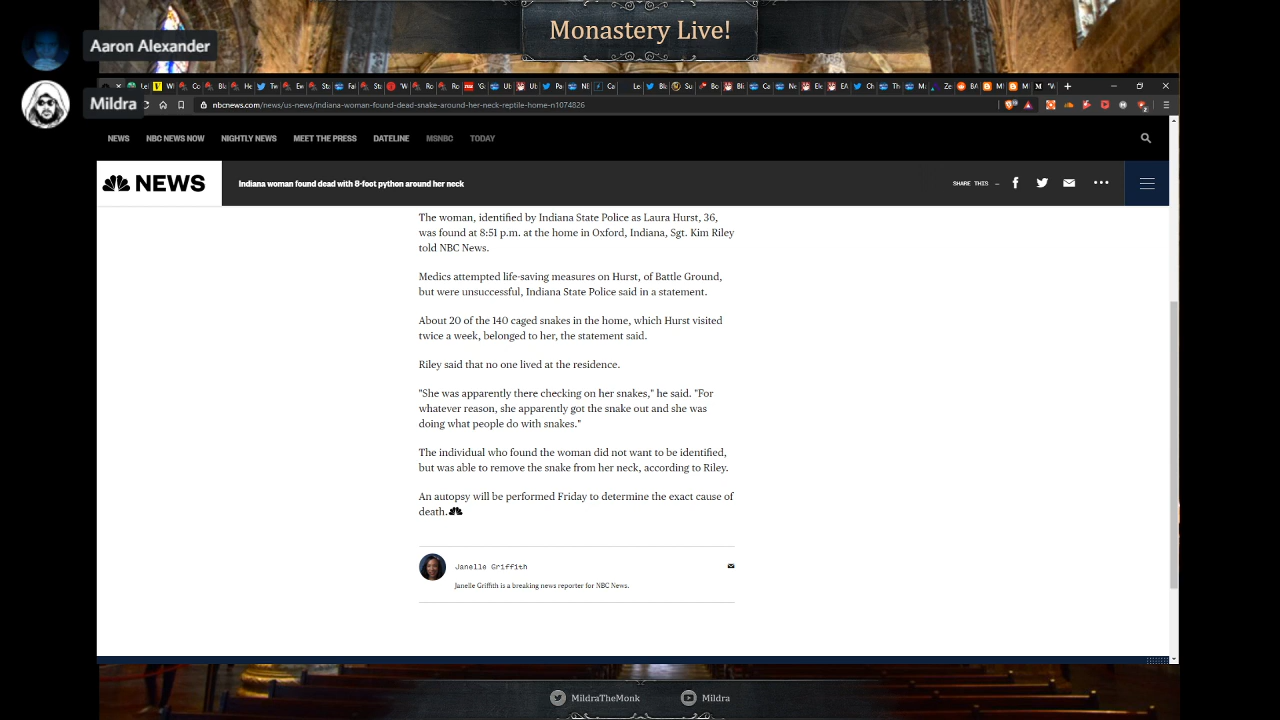 Monastery Live!
Aaron Alexander
Mildra
nbcnews.com/news/us-news/indiana-woman-found-dead-snake-around-her-neck-reptile-home-n1074826
NEWS NBC NEWS NOW NIGHTLY NEWS MEET THE PRESS DATELINE MSNBC TODAY
NEWS
Indiana woman found dead with 8-foot python around her neck
SHARE THIS —
The woman, identified by Indiana State Police as Laura Hurst, 36,
was found at 8:51 p.m. at the home in Oxford, Indiana, Sgt. Kim Riley
told NBC News.
Medics attempted life-saving measures on Hurst, of Battle Ground,
but were unsuccessful, Indiana State Police said in a statement.
About 20 of the 140 caged snakes in the home, which Hurst visited
twice a week, belonged to her, the statement said.
Riley said that no one lived at the residence.
"She was apparently there checking on her snakes," he said. "For
whatever reason, she apparently got the snake out and she was
doing what people do with snakes."
The individual who found the woman did not want to be identified,
but was able to remove the snake from her neck, according to Riley.
An autopsy will be performed Friday to determine the exact cause of
death.
Janelle Griffith
Janelle Griffith is a breaking news reporter for NBC News.
MildraTheMonk
Mildra